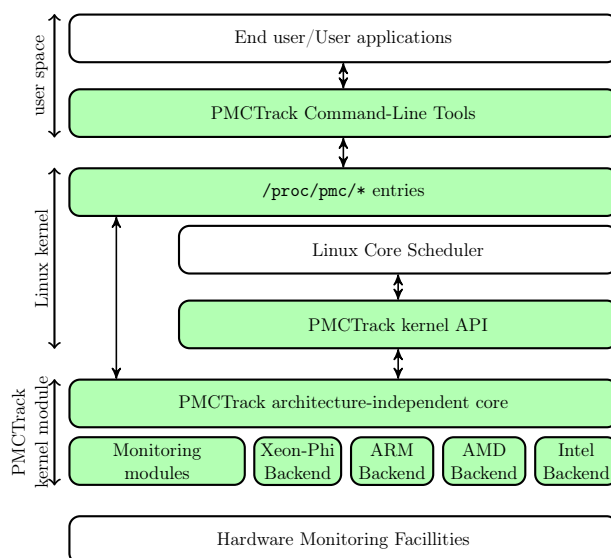 End user/User applications
user space
PMCTrack Command-Line Tools
/proc/pmc/* entries
Linux kernel
Linux Core Scheduler
PMCTrack kernel API
PMCTrack
kernel module
PMCTrack architecture-independent core
Monitoring
modules
Xeon-Phi
Backend
ARM
Backend
AMD
Backend
Intel
Backend
Hardware Monitoring Facillities